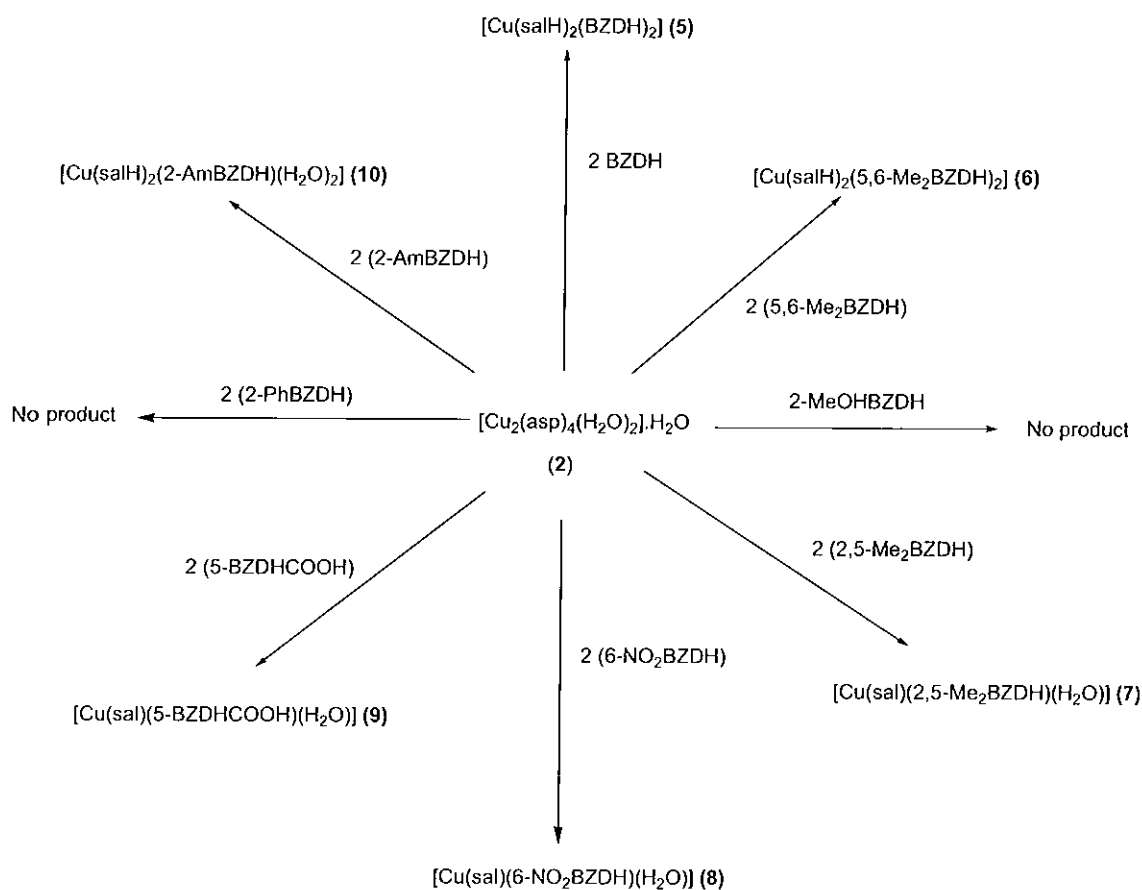 [Cu(salH)₂(BZDH)₂] (5)
2 BZDH
[Cu(salH)₂(2-AmBZDH)(H₂O)₂] (10)
[Cu(salH)₂(5,6-Me₂BZDH)₂] (6)
2 (2-AmBZDH)
2 (5,6-Me₂BZDH)
2 (2-PhBZDH)
2-MeOHBZDH
No product
[Cu₂(asp)₄(H₂O)₂].H₂O
No product
(2)
2 (5-BZDHCOOH)
2 (2,5-Me₂BZDH)
2 (6-NO₂BZDH)
[Cu(sal)(5-BZDHCOOH)(H₂O)] (9)
[Cu(sal)(2,5-Me₂BZDH)(H₂O)] (7)
[Cu(sal)(6-NO₂BZDH)(H₂O)] (8)